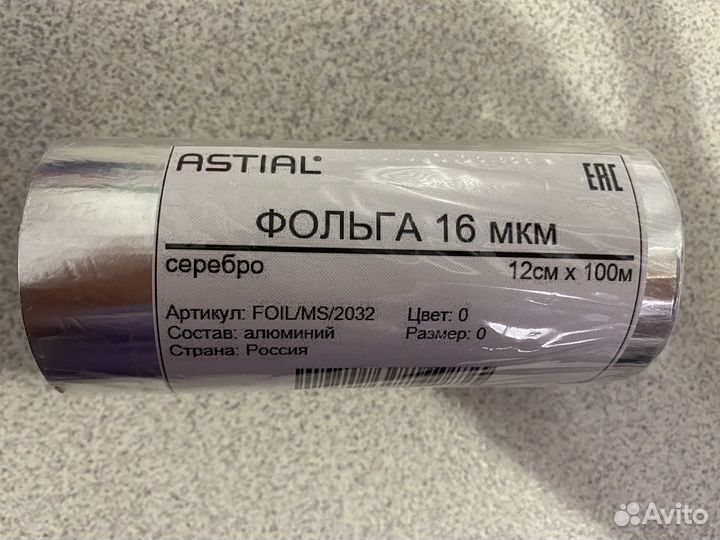 ASTIAL®
EAC
ФОЛЬГА 16 мкм
серебро 12см x 100м
Артикул: FOIL/MS/2032 Цвет: 0
Состав: алюминий Размер: 0
Страна: Россия
Avito